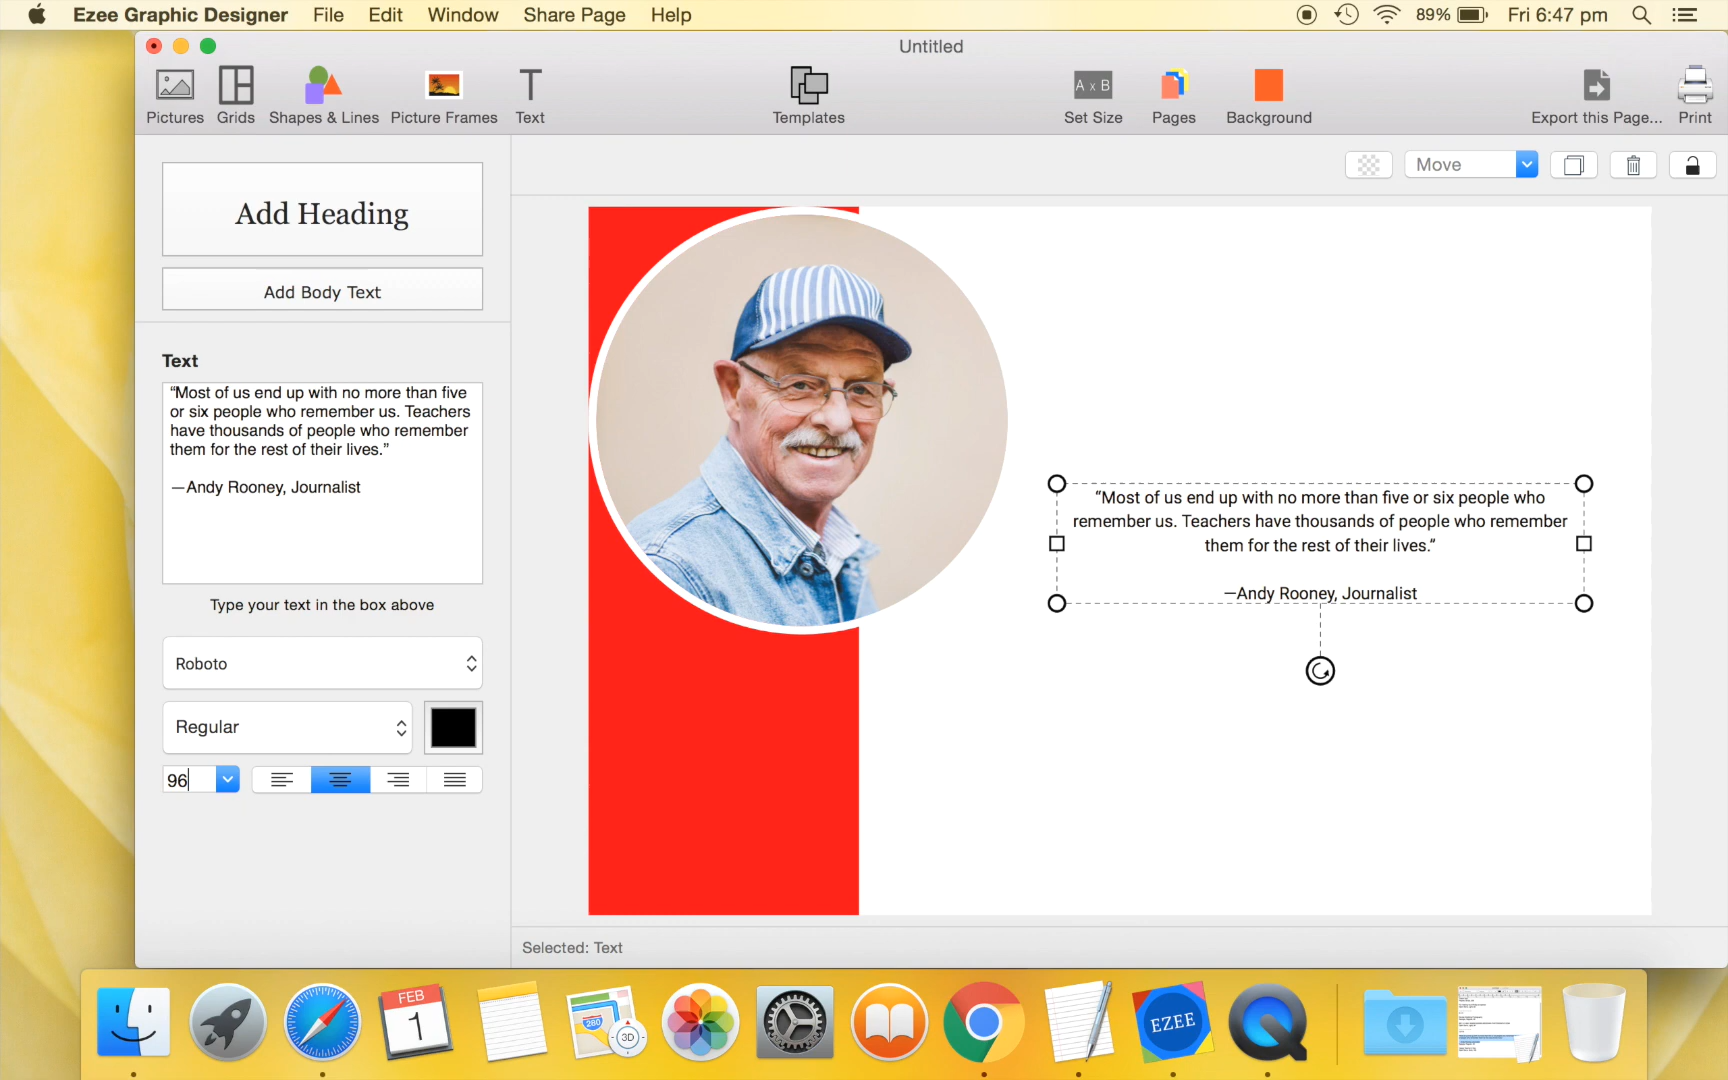 Ezee Graphic Designer File Edit Window Share Page Help 89% Fri 6:47 pm
Untitled
Pictures Grids Shapes & Lines Picture Frames Text Templates A x B Set Size Pages Background Export this Page... Print
Move
Add Heading
Add Body Text
Text
“Most of us end up with no more than five
or six people who remember us. Teachers
have thousands of people who remember
them for the rest of their lives.”
—Andy Rooney, Journalist
Type your text in the box above
Roboto
Regular
96
“Most of us end up with no more than five or six people who
remember us. Teachers have thousands of people who remember
them for the rest of their lives.”
—Andy Rooney, Journalist
Selected: Text
FEB
1
280
3D
EZEE